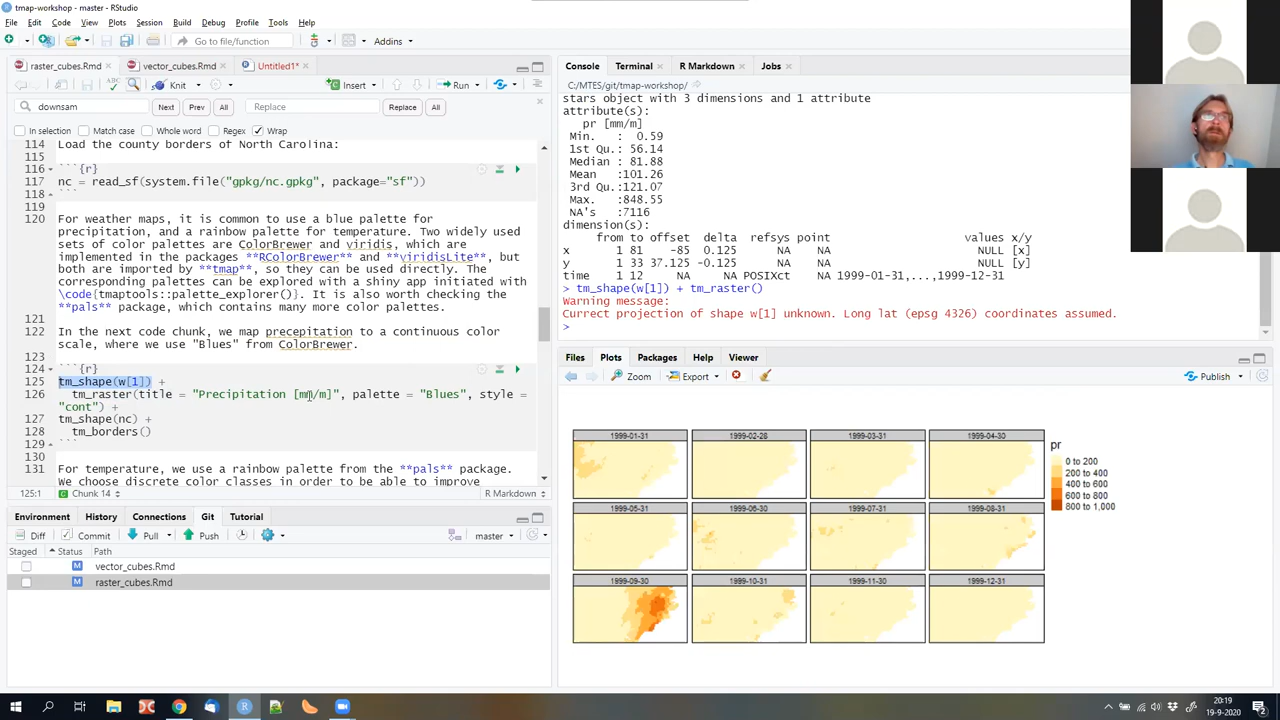 tmap-workshop - master - RStudio
File Edit Code View Plots Session Build Debug Profile Tools Help
Go to file/function Addins
raster_cubes.Rmd vector_cubes.Rmd Untitled1*
Knit Insert Run
downsam Next Prev All Replace Replace All
In selection Match case Whole word Regex Wrap
114 Load the county borders of North Carolina:
115
116 ```{r}
117 nc = read_sf(system.file("gpkg/nc.gpkg", package="sf"))
118 ```
119
120 For weather maps, it is common to use a blue palette for
precipitation, and a rainbow palette for temperature. Two widely used
sets of color palettes are ColorBrewer and viridis, which are
implemented in the packages **RColorBrewer** and **viridisLite**, but
both are imported by **tmap**, so they can be used directly. The
corresponding palettes can be explored with a shiny app initiated with
\code{tmaptools::palette_explorer()}. It is also worth checking the
**pals** package, which contains many more color palettes.
121
122 In the next code chunk, we map precepitation to a continuous color
scale, where we use "Blues" from ColorBrewer.
123
124 ```{r}
125 tm_shape(w[1]) +
126 tm_raster(title = "Precipitation [mm/m]", palette = "Blues", style =
"cont") +
127 tm_shape(nc) +
128 tm_borders()
129 ```
130
131 For temperature, we use a rainbow palette from the **pals** package.
We choose discrete color classes in order to be able to improve
125:1 Chunk 14 R Markdown
Environment History Connections Git Tutorial
Diff Commit Pull Push master
Staged Status Path
M vector_cubes.Rmd
M raster_cubes.Rmd
Console Terminal R Markdown Jobs
C:/MTES/git/tmap-workshop/
stars object with 3 dimensions and 1 attribute
attribute(s):
pr [mm/m]
Min. : 0.59
1st Qu.: 56.14
Median : 81.88
Mean :101.26
3rd Qu.:121.07
Max. :848.55
NA's :7116
dimension(s):
from to offset delta refsys point values x/y
x 1 81 -85 0.125 NA NA NULL [x]
y 1 33 37.125 -0.125 NA NA NULL [y]
time 1 12 NA NA POSIXct NA 1999-01-31,...,1999-12-31
> tm_shape(w[1]) + tm_raster()
Warning message:
Currect projection of shape w[1] unknown. Long lat (epsg 4326) coordinates assumed.
>
Files Plots Packages Help Viewer
Zoom Export Publish
1999-01-31 1999-02-28 1999-03-31 1999-04-30
1999-05-31 1999-06-30 1999-07-31 1999-08-31
1999-09-30 1999-10-31 1999-11-30 1999-12-31
pr
0 to 200
200 to 400
400 to 600
600 to 800
800 to 1,000
20:19
19-9-2020
2